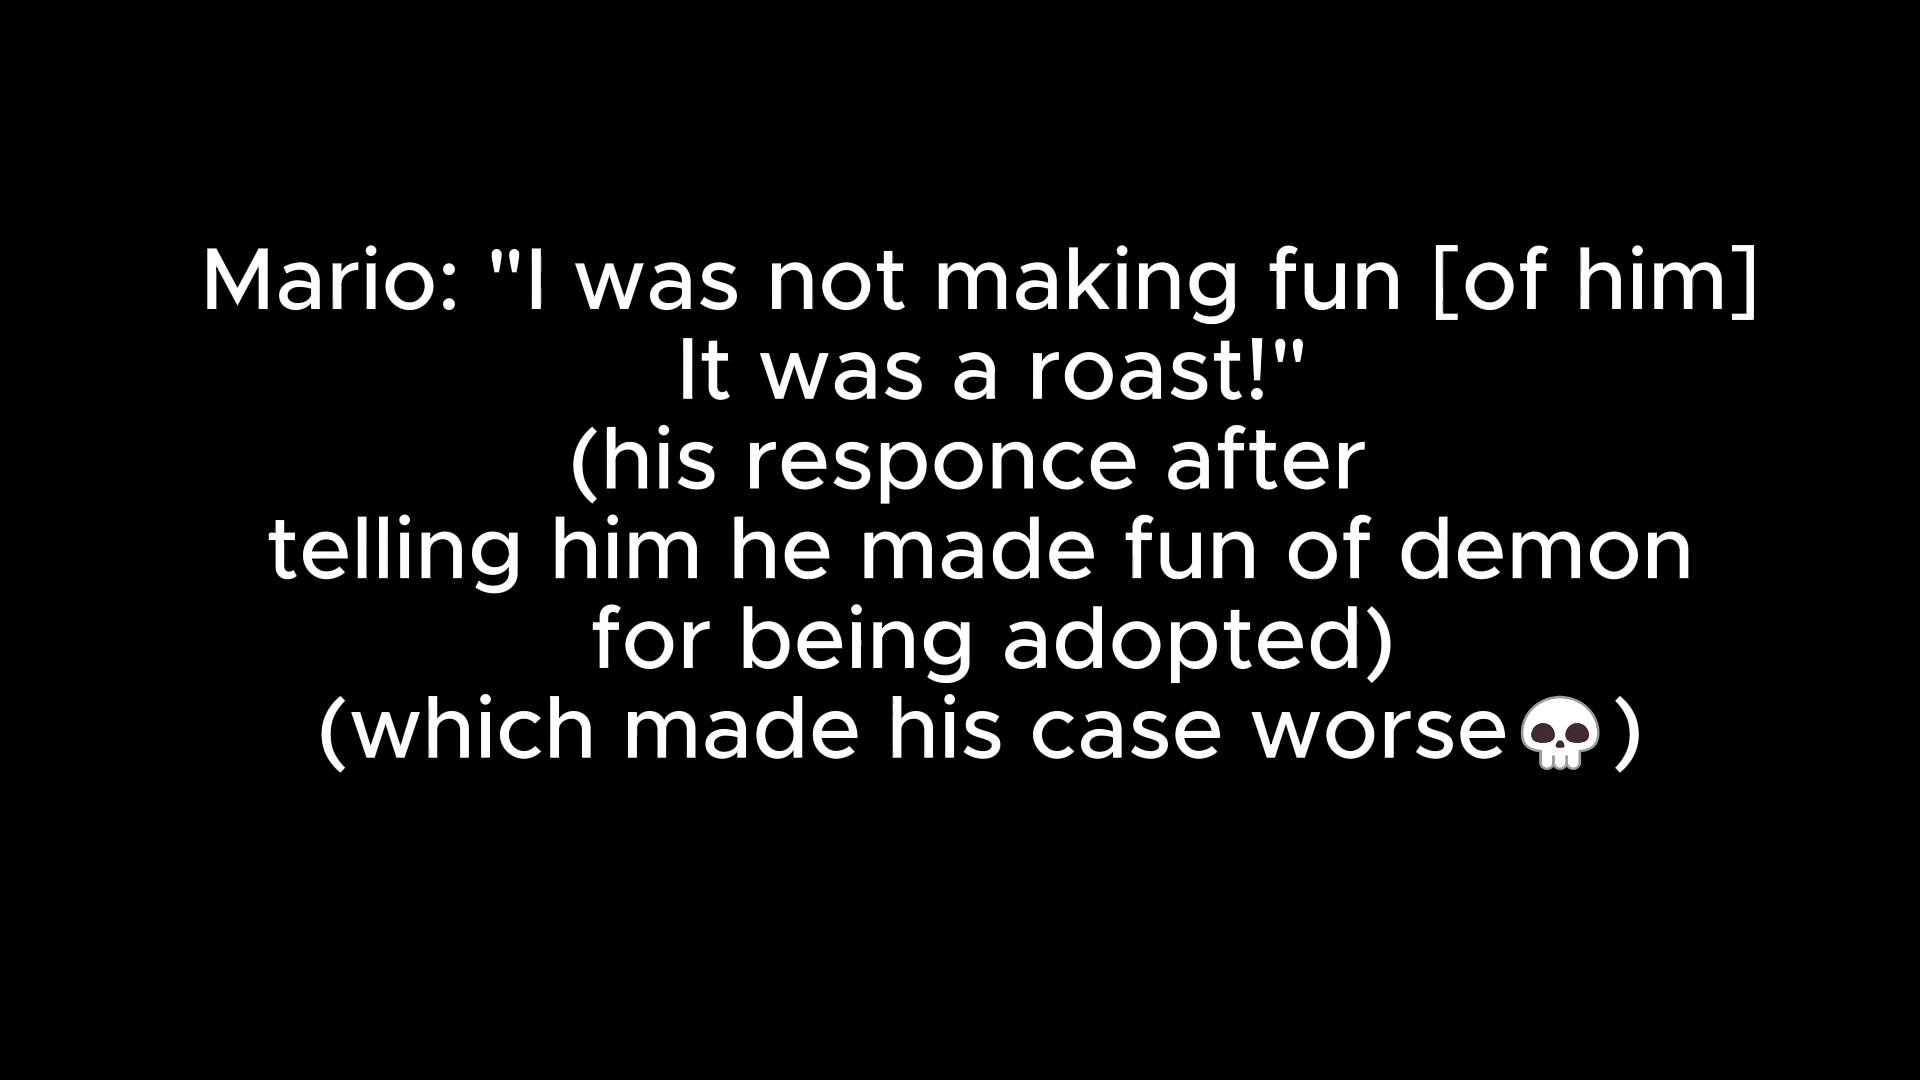 Mario: "I was not making fun [of him]
It was a roast!"
(his responce after
telling him he made fun of demon
for being adopted)
(which made his case worse💀)